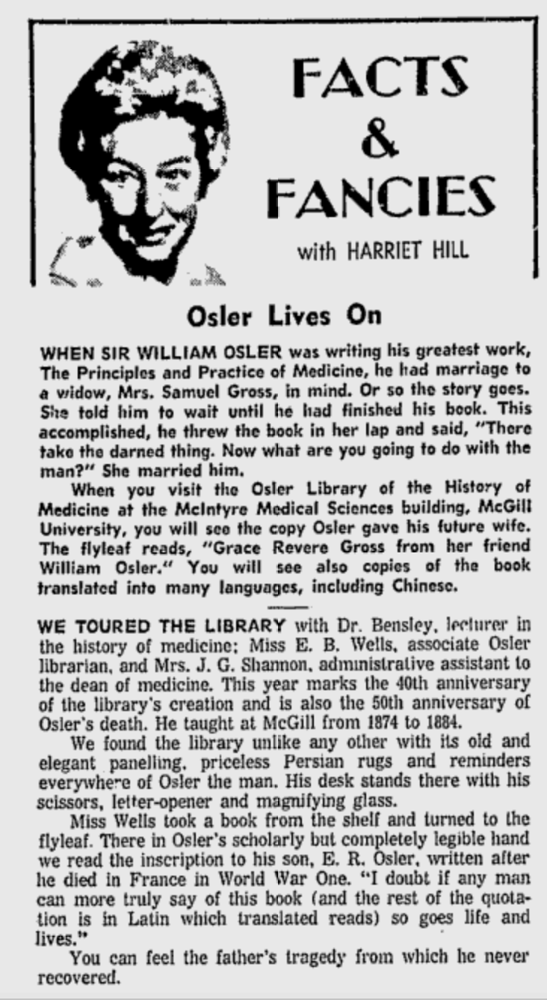 FACTS
&
FANCIES
with HARRIET HILL
Osler Lives On
WHEN SIR WILLIAM OSLER was writing his greatest work,
The Principles and Practice of Medicine, he had marriage to
a widow, Mrs. Samuel Gross, in mind. Or so the story goes.
She told him to wait until he had finished his book. This
accomplished, he threw the book in her lap and said, "There
take the darned thing. Now what are you going to do with the
man?" She married him.
When you visit the Osler Library of the History of
Medicine at the McIntyre Medical Sciences building, McGill
University, you will see the copy Osler gave his future wife.
The flyleaf reads, "Grace Revere Gross from her friend
William Osler." You will see also copies of the book
translated into many languages, including Chinese.
WE TOURED THE LIBRARY with Dr. Bensley, lecturer in
the history of medicine; Miss E. B. Wells, associate Osler
librarian, and Mrs. J. G. Shannon, administrative assistant to
the dean of medicine. This year marks the 40th anniversary
of the library's creation and is also the 50th anniversary of
Osler's death. He taught at McGill from 1874 to 1884.
We found the library unlike any other with its old and
elegant panelling, priceless Persian rugs and reminders
everywhere of Osler the man. His desk stands there with his
scissors, letter-opener and magnifying glass.
Miss Wells took a book from the shelf and turned to the
flyleaf. There in Osler's scholarly but completely legible hand
we read the inscription to his son, E. R. Osler, written after
he died in France in World War One. "I doubt if any man
can more truly say of this book (and the rest of the quota-
tion is in Latin which translated reads) so goes life and
lives."
You can feel the father's tragedy from which he never
recovered.